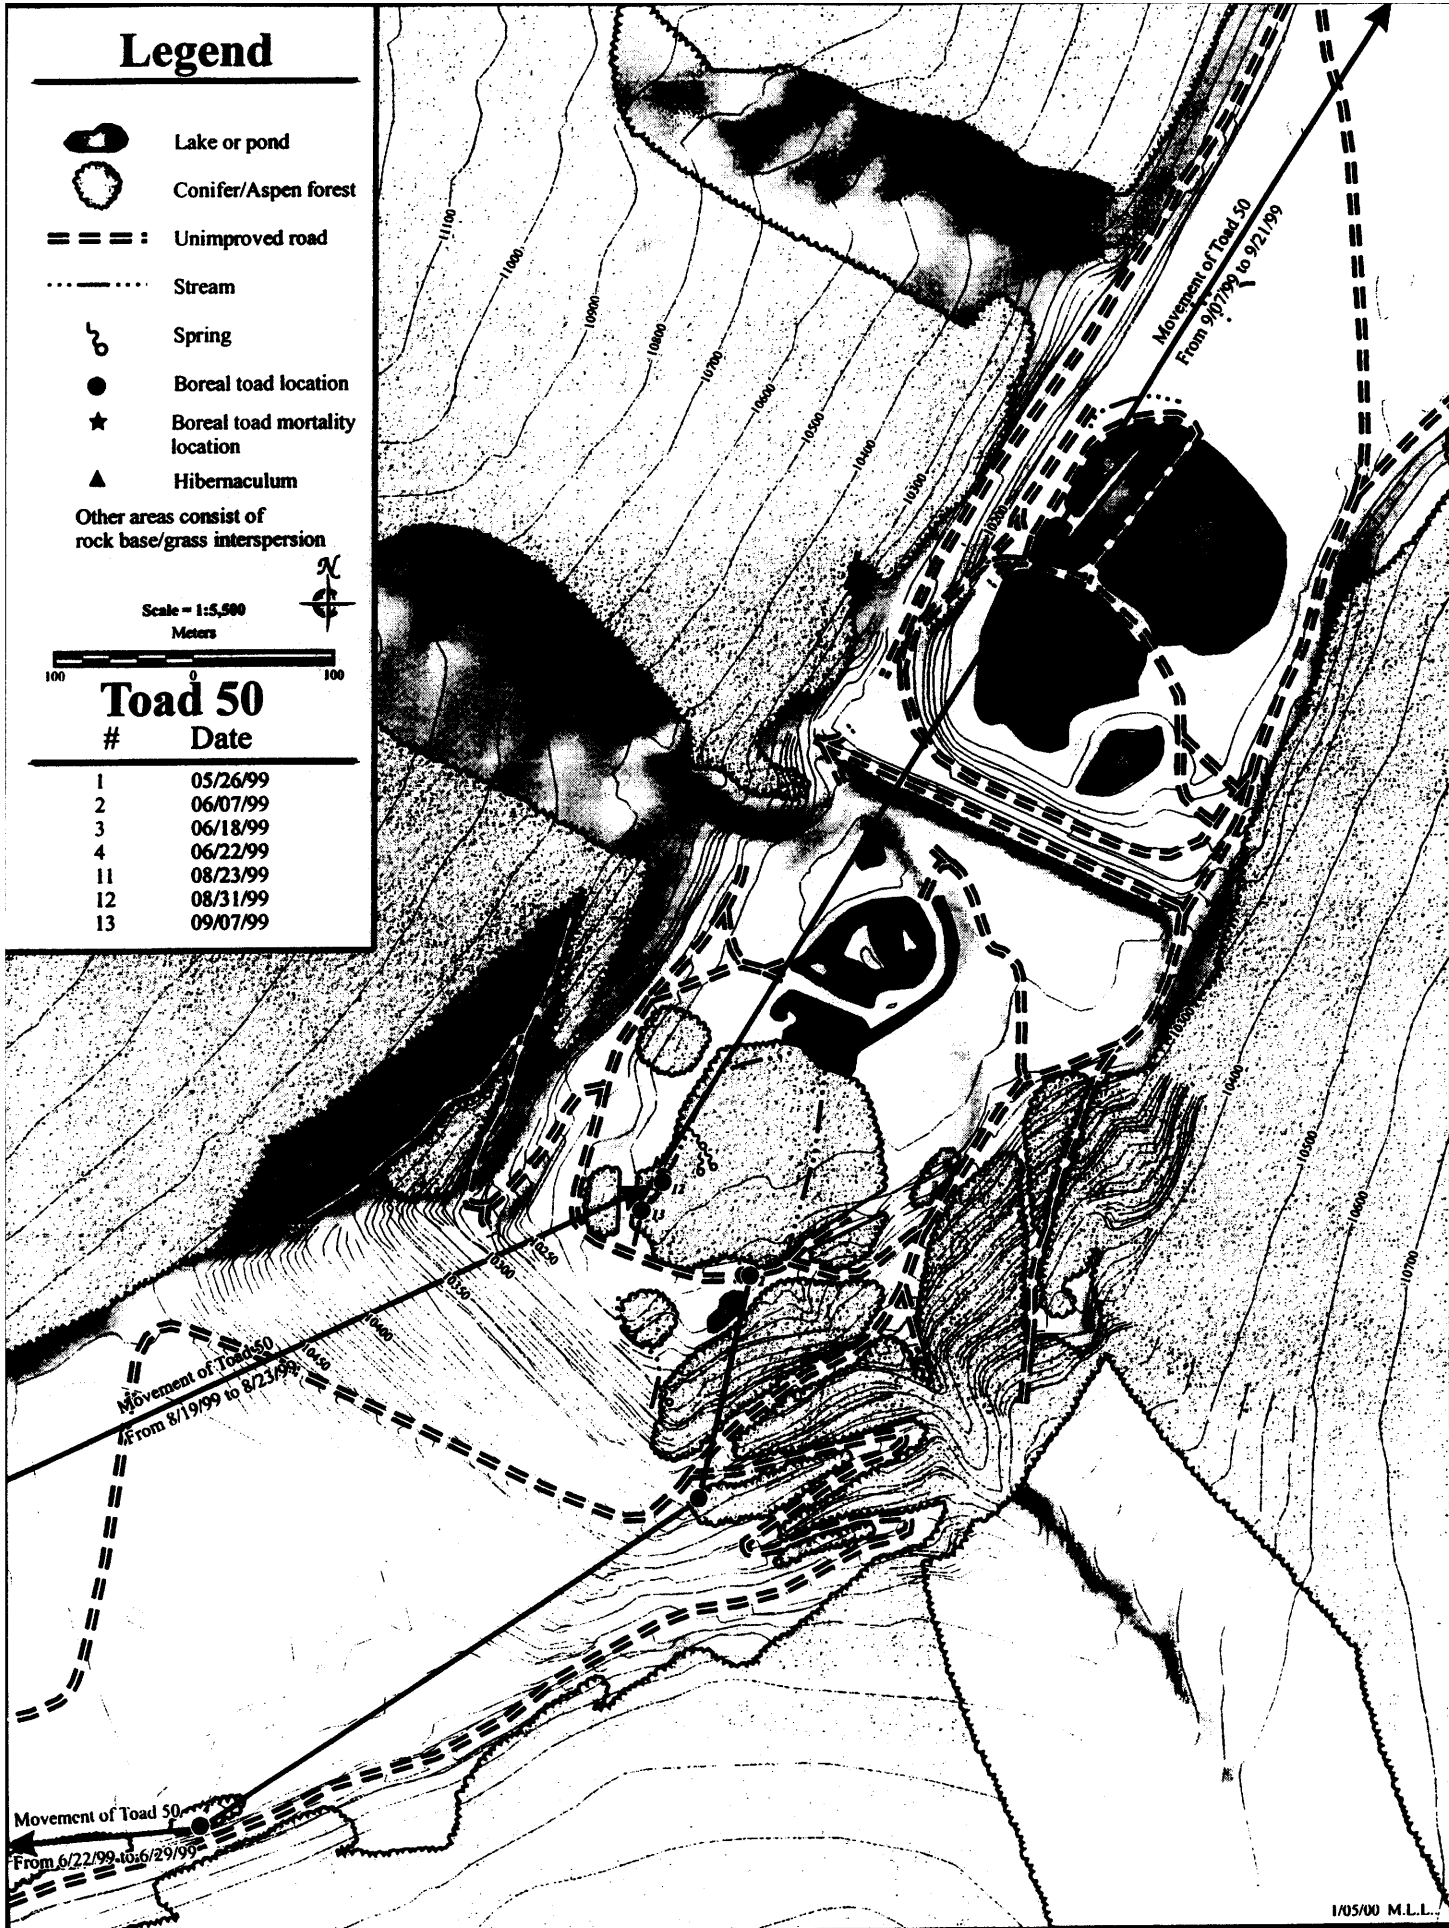 Legend
Lake or pond
Conifer/Aspen forest
Unimproved road
Stream
Spring
Boreal toad location
Boreal toad mortality
location
Hibernaculum
Other areas consist of
rock base/grass interspersion
N
Scale = 1:5,500
Meters
100 0 100
Toad 50
# Date
1 05/26/99
2 06/07/99
3 06/18/99
4 06/22/99
11 08/23/99
12 08/31/99
13 09/07/99
11100
11000
10900
10800
10700
10600
10500
10400
10300
Movement of Toad 50
From 9/07/99 to 9/21/99
10300
10400
10500
10600
10700
12
13
10250
10300
10350
10400
10450
Movement of Toad 50
From 8/19/99 to 8/23/99
Movement of Toad 50
From 6/22/99 to 6/29/99
1/05/00 M.L.L.